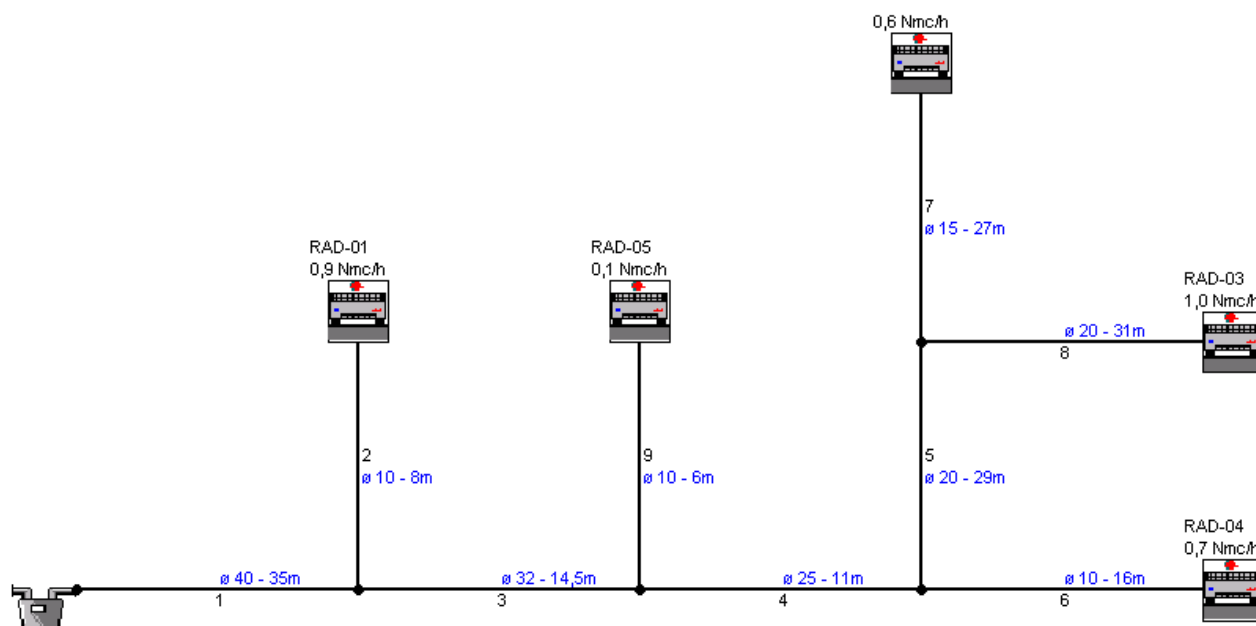 0,6 Nmc/h
7
ø 15 - 27m
RAD-01
0,9 Nmc/h
RAD-05
0,1 Nmc/h
RAD-03
1,0 Nmc/h
ø 20 - 31m
8
2
ø 10 - 8m
9
ø 10 - 6m
5
ø 20 - 29m
RAD-04
0,7 Nmc/h
ø 40 - 35m
1
ø 32 - 14,5m
3
ø 25 - 11m
4
ø 10 - 16m
6